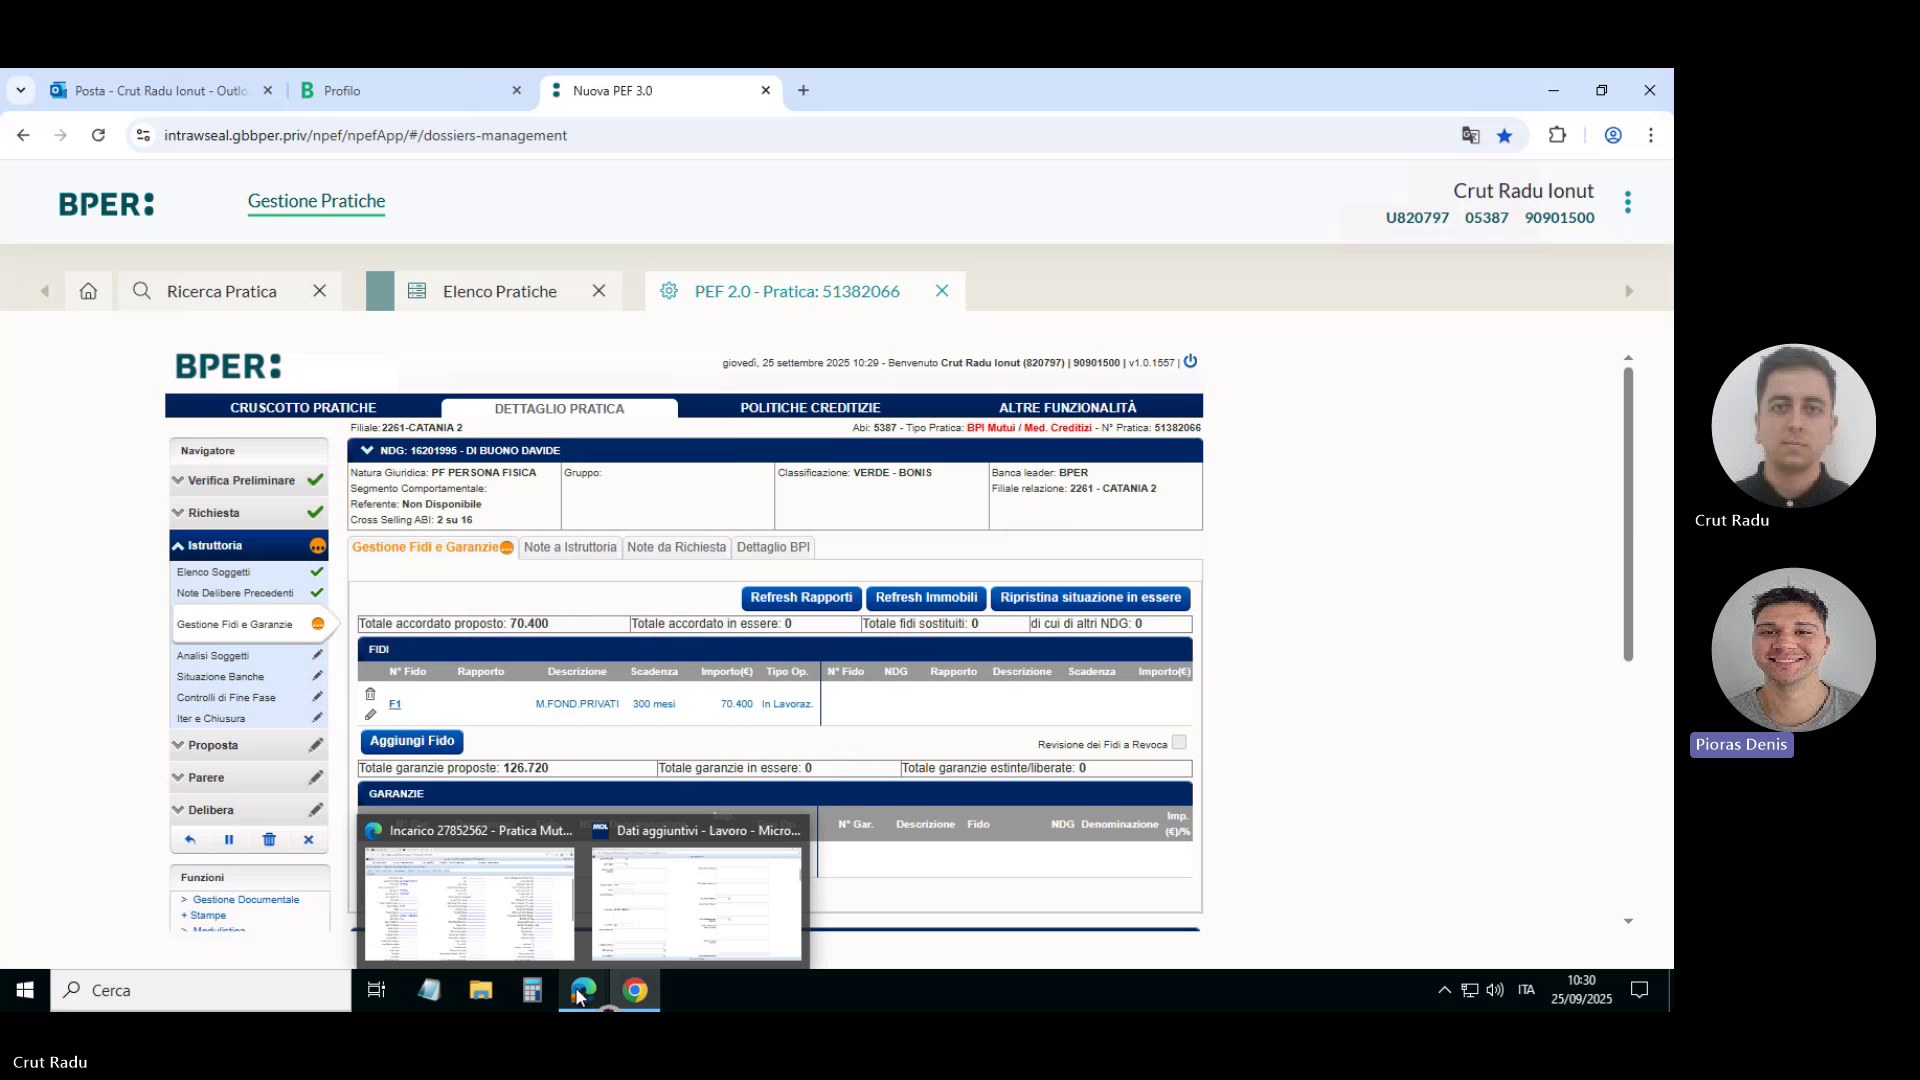 Posta - Crut Radu Ionut - Outlo
Profilo
Nuova PEF 3.0
intrawseal.gbbper.priv/npef/npefApp/#/dossiers-management
BPER:
Gestione Pratiche
Crut Radu Ionut
U820797 05387 90901500
Ricerca Pratica
Elenco Pratiche
PEF 2.0 - Pratica: 51382066
BPER:
giovedì, 25 settembre 2025 10:29 - Benvenuto Crut Radu Ionut (820797) | 90901500 | v1.0.1557 |
CRUSCOTTO PRATICHE
DETTAGLIO PRATICA
POLITICHE CREDITIZIE
ALTRE FUNZIONALITÀ
Filiale: 2261-CATANIA 2
Abi: 5387 - Tipo Pratica: BPI Mutui / Med. Creditizi - N° Pratica: 51382066
Navigatore
Verifica Preliminare
Richiesta
Istruttoria
Elenco Soggetti
Note Delibere Precedenti
Gestione Fidi e Garanzie
Analisi Soggetti
Situazione Banche
Controlli di Fine Fase
Iter e Chiusura
Proposta
Parere
Delibera
Funzioni
> Gestione Documentale
+ Stampe
> Modulistica
NDG: 16201995 - DI BUONO DAVIDE
Natura Giuridica: PF PERSONA FISICA
Segmento Comportamentale:
Referente: Non Disponibile
Cross Selling ABI: 2 su 16
Gruppo:
Classificazione: VERDE - BONIS
Banca leader: BPER
Filiale relazione: 2261 - CATANIA 2
Gestione Fidi e Garanzie
Note a Istruttoria
Note da Richiesta
Dettaglio BPI
Refresh Rapporti
Refresh Immobili
Ripristina situazione in essere
Totale accordato proposto: 70.400
Totale accordato in essere: 0
Totale fidi sostituiti: 0
di cui di altri NDG: 0
FIDI
N° Fido Rapporto Descrizione Scadenza Importo(€) Tipo Op. N° Fido NDG Rapporto Descrizione Scadenza Importo(€)
F1 M.FOND.PRIVATI 300 mesi 70.400 In Lavoraz.
Aggiungi Fido
Revisione dei Fidi a Revoca
Totale garanzie proposte: 126.720
Totale garanzie in essere: 0
Totale garanzie estinte/liberate: 0
GARANZIE
N° Gar. Descrizione Fido NDG Denominazione Imp. (€)/%
Incarico 27852562 - Pratica Mut...
MOL
Dati aggiuntivi - Lavoro - Micro...
Cerca
ITA
10:30
25/09/2025
Crut Radu
Pioras Denis
Crut Radu